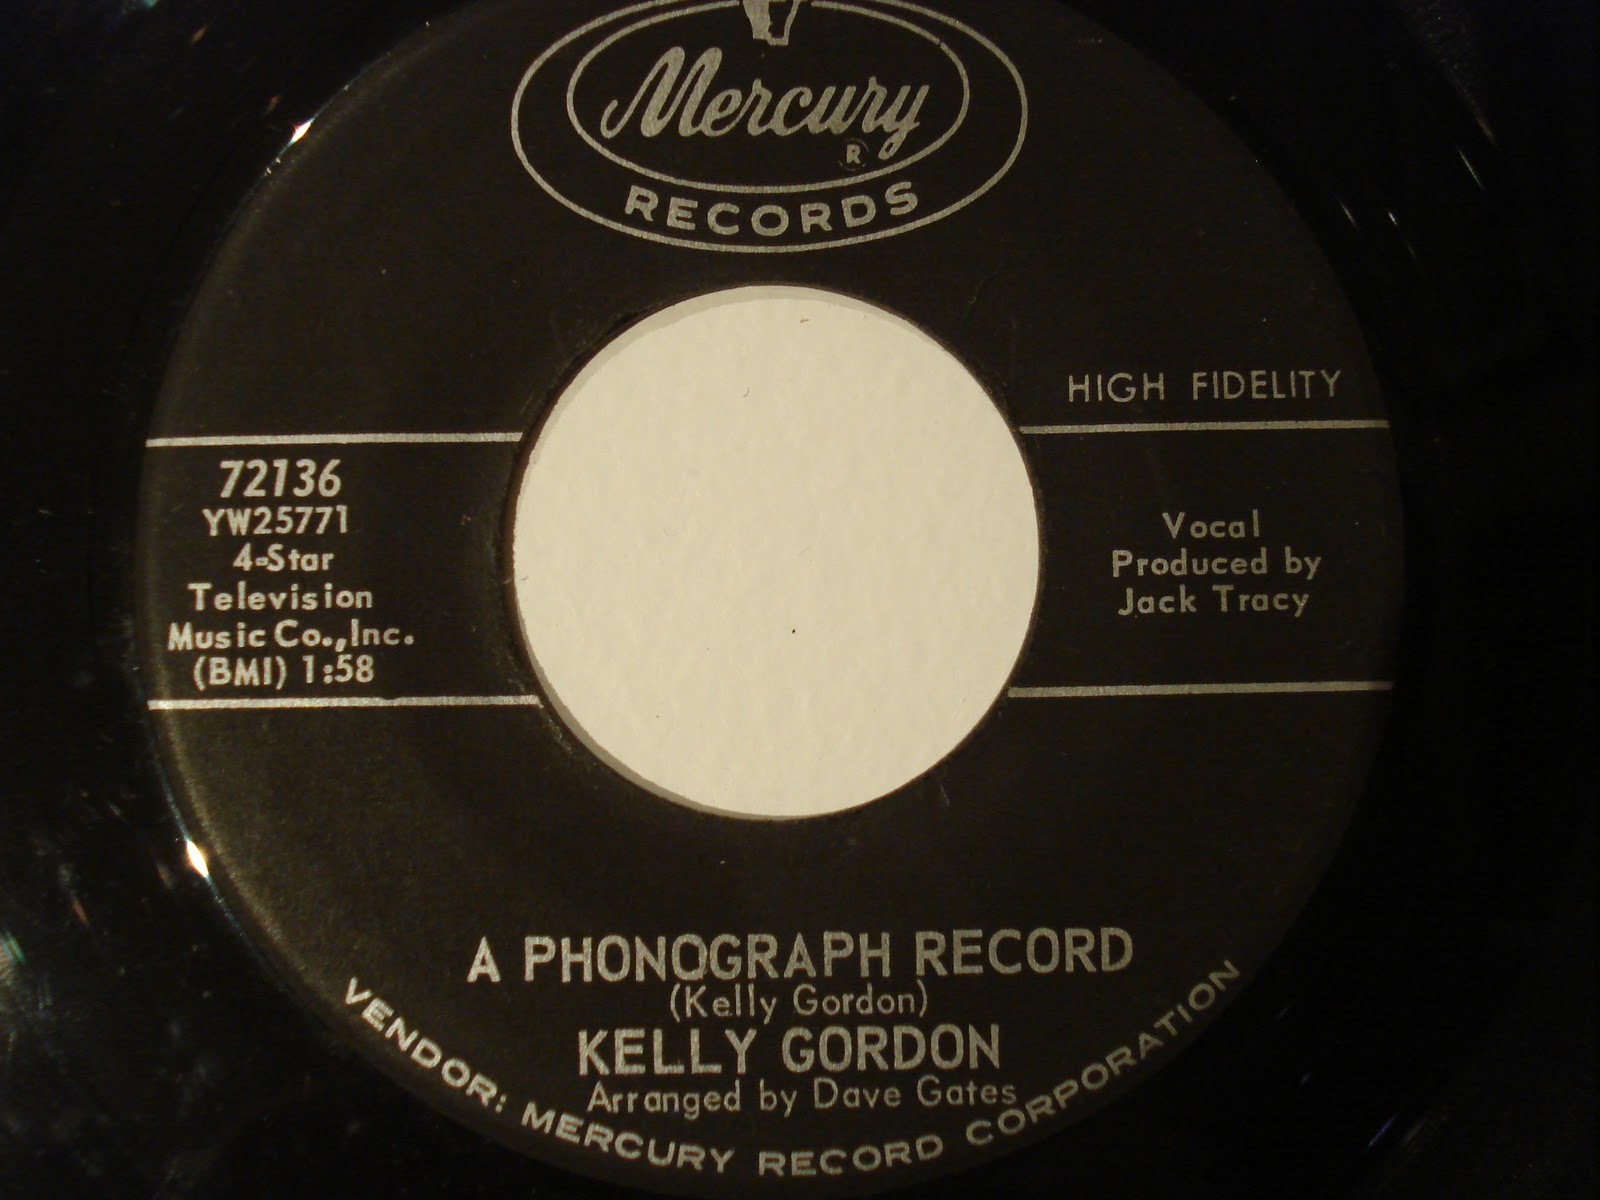 Mercury
R
RECORDS
HIGH FIDELITY
72136
YW25771
4-Star
Television
Music Co.,Inc.
(BMI) 1:58
Vocal
Produced by
Jack Tracy
A PHONOGRAPH RECORD
(Kelly Gordon)
KELLY GORDON
Arranged by Dave Gates
VENDOR: MERCURY RECORD CORPORATION